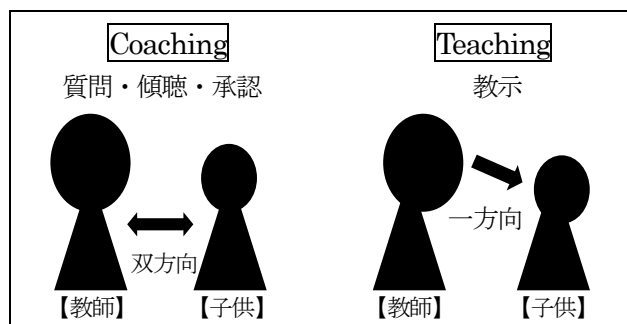 Coaching
質問・傾聴・承認
双方向
【教師】 【子供】
Teaching
教示
一方向
【教師】 【子供】